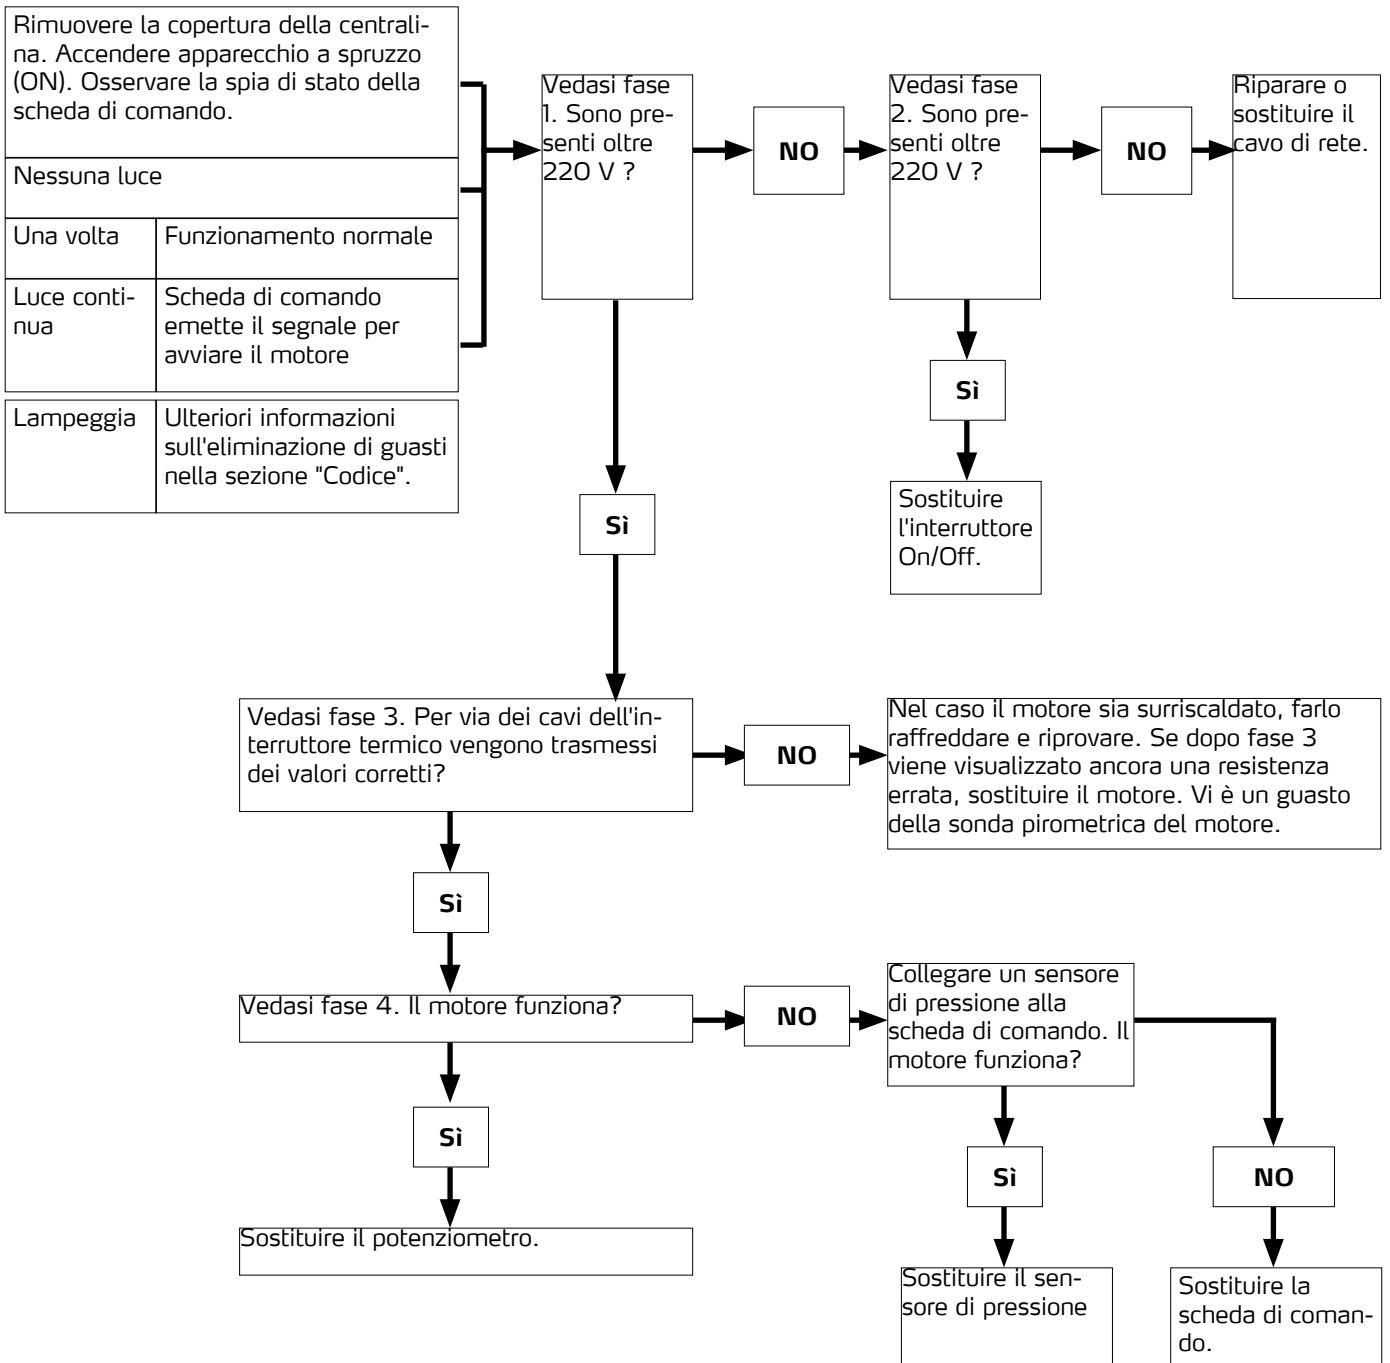 Rimuovere la copertura della centrali-
na. Accendere apparecchio a spruzzo
(ON). Osservare la spia di stato della
scheda di comando.
Nessuna luce
Una volta
Funzionamento normale
Luce conti-
nua
Scheda di comando
emette il segnale per
avviare il motore
Lampeggia
Ulteriori informazioni
sull'eliminazione di guasti
nella sezione "Codice".
Vedasi fase
1. Sono pre-
senti oltre
220 V ?
NO
Vedasi fase
2. Sono pre-
senti oltre
220 V ?
NO
Riparare o
sostituire il
cavo di rete.
Sì
Sostituire
l'interruttore
On/Off.
Sì
Vedasi fase 3. Per via dei cavi dell'in-
terruttore termico vengono trasmessi
dei valori corretti?
NO
Nel caso il motore sia surriscaldato, farlo
raffreddare e riprovare. Se dopo fase 3
viene visualizzato ancora una resistenza
errata, sostituire il motore. Vi è un guasto
della sonda pirometrica del motore.
Sì
Vedasi fase 4. Il motore funziona?
NO
Collegare un sensore
di pressione alla
scheda di comando. Il
motore funziona?
Sì
Sì
NO
Sostituire il potenziometro.
Sostituire il sen-
sore di pressione
Sostituire la
scheda di coman-
do.